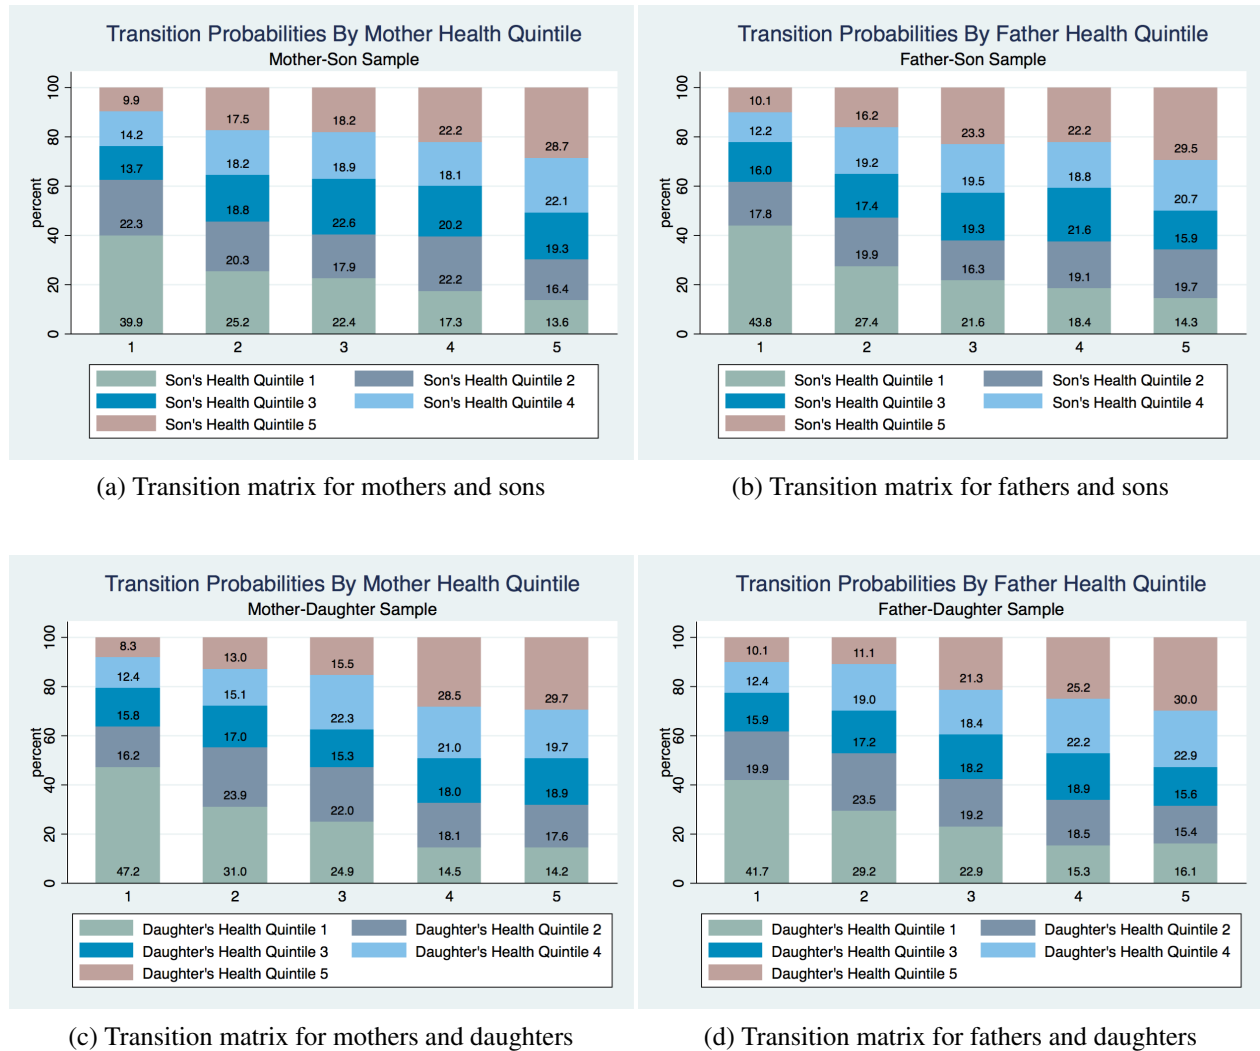 Transition Probabilities By Mother Health Quintile
Mother-Son Sample
percent
100
80
60
40
20
0
9.9 17.5 18.2 22.2 28.7
14.2 18.2 18.9 18.1 22.1
13.7 18.8 22.6 20.2 19.3
22.3 20.3 17.9 22.2 16.4
39.9 25.2 22.4 17.3 13.6
1 2 3 4 5
Son's Health Quintile 1 Son's Health Quintile 2
Son's Health Quintile 3 Son's Health Quintile 4
Son's Health Quintile 5
(a) Transition matrix for mothers and sons
Transition Probabilities By Father Health Quintile
Father-Son Sample
percent
100
80
60
40
20
0
10.1 16.2 23.3 22.2 29.5
12.2 19.2 19.5 18.8 20.7
16.0 17.4 19.3 21.6 15.9
17.8 19.9 16.3 19.1 19.7
43.8 27.4 21.6 18.4 14.3
1 2 3 4 5
Son's Health Quintile 1 Son's Health Quintile 2
Son's Health Quintile 3 Son's Health Quintile 4
Son's Health Quintile 5
(b) Transition matrix for fathers and sons
Transition Probabilities By Mother Health Quintile
Mother-Daughter Sample
percent
100
80
60
40
20
0
8.3 13.0 15.5 28.5 29.7
12.4 15.1 22.3 21.0 19.7
15.8 17.0 15.3 18.0 18.9
16.2 23.9 22.0 18.1 17.6
47.2 31.0 24.9 14.5 14.2
1 2 3 4 5
Daughter's Health Quintile 1 Daughter's Health Quintile 2
Daughter's Health Quintile 3 Daughter's Health Quintile 4
Daughter's Health Quintile 5
(c) Transition matrix for mothers and daughters
Transition Probabilities By Father Health Quintile
Father-Daughter Sample
percent
100
80
60
40
20
0
10.1 11.1 21.3 25.2 30.0
12.4 19.0 18.4 22.2 22.9
15.9 17.2 18.2 18.9 15.6
19.9 23.5 19.2 18.5 15.4
41.7 29.2 22.9 15.3 16.1
1 2 3 4 5
Daughter's Health Quintile 1 Daughter's Health Quintile 2
Daughter's Health Quintile 3 Daughter's Health Quintile 4
Daughter's Health Quintile 5
(d) Transition matrix for fathers and daughters